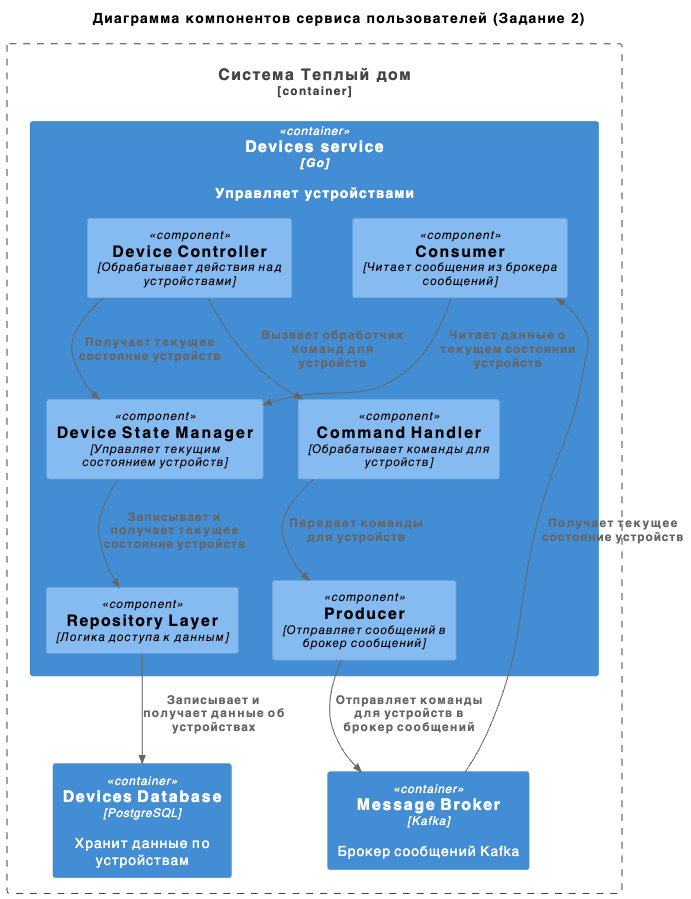 Диаграмма компонентов сервиса пользователей (Задание 2)
Система Теплый дом
[container]
«container»
Devices service
[Go]
Управляет устройствами
«component»
Device Controller
[Обрабатывает действия над
устройствами]
«component»
Consumer
[Читает сообщения из брокера
сообщений]
Получает текущее
состояние устройств
Вызвает обработчик
команд для
устройств
Читает данные о
текущем состоянии
устройств
«component»
Device State Manager
[Управляет текущим
состоянием устройств]
«component»
Command Handler
[Обрабатывает команды для
устройств]
Записывает и
получает текущее
состояние устройств
Передает команды
для устройств
Получает текущее
состояние устройств
«component»
Repository Layer
[Логика доступа к данным]
«component»
Producer
[Отправляет сообщений в
брокер сообщений]
Записывает и
получает данные об
устройствах
Отправляет команды
для устройств в
брокер сообщений
«container»
Devices Database
[PostgreSQL]
Хранит данные по
устройствам
«container»
Message Broker
[Kafka]
Брокер сообщений Kafka